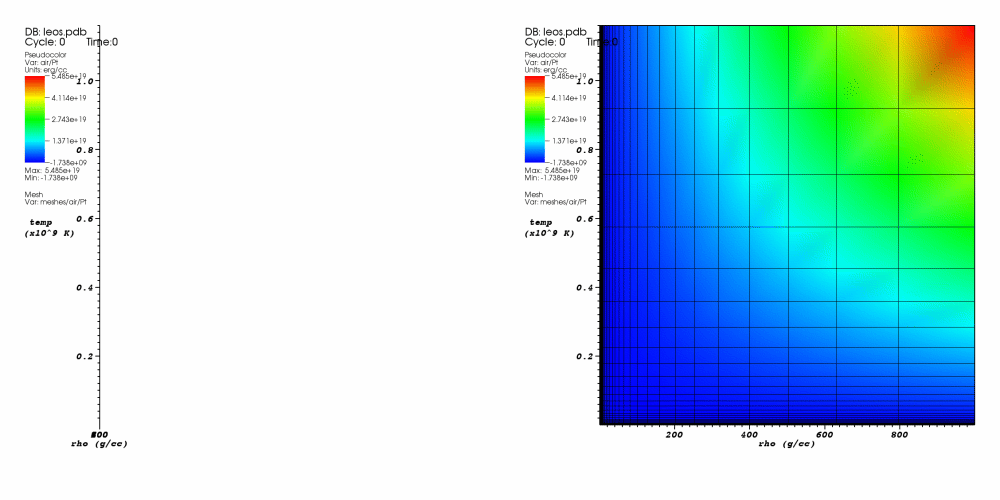 DB: leos.pdb
Cycle: 0 Time:0
Pseudocolor
Var: air/Pt
Units: erg/cc
5.485e+19
4.114e+19
2.743e+19
1.371e+19
-1.738e+09
Max: 5.485e+19
Min: -1.738e+09
Mesh
Var: meshes/air/Pt
temp
(x10^9 K)
1.0
0.8
0.6
0.4
0.2
rho (g/cc)
DB: leos.pdb
Cycle: 0 Time:0
Pseudocolor
Var: air/Pt
Units: erg/cc
5.485e+19
4.114e+19
2.743e+19
1.371e+19
-1.738e+09
Max: 5.485e+19
Min: -1.738e+09
Mesh
Var: meshes/air/Pt
temp
(x10^9 K)
1.0
0.8
0.6
0.4
0.2
200 400 600 800
rho (g/cc)